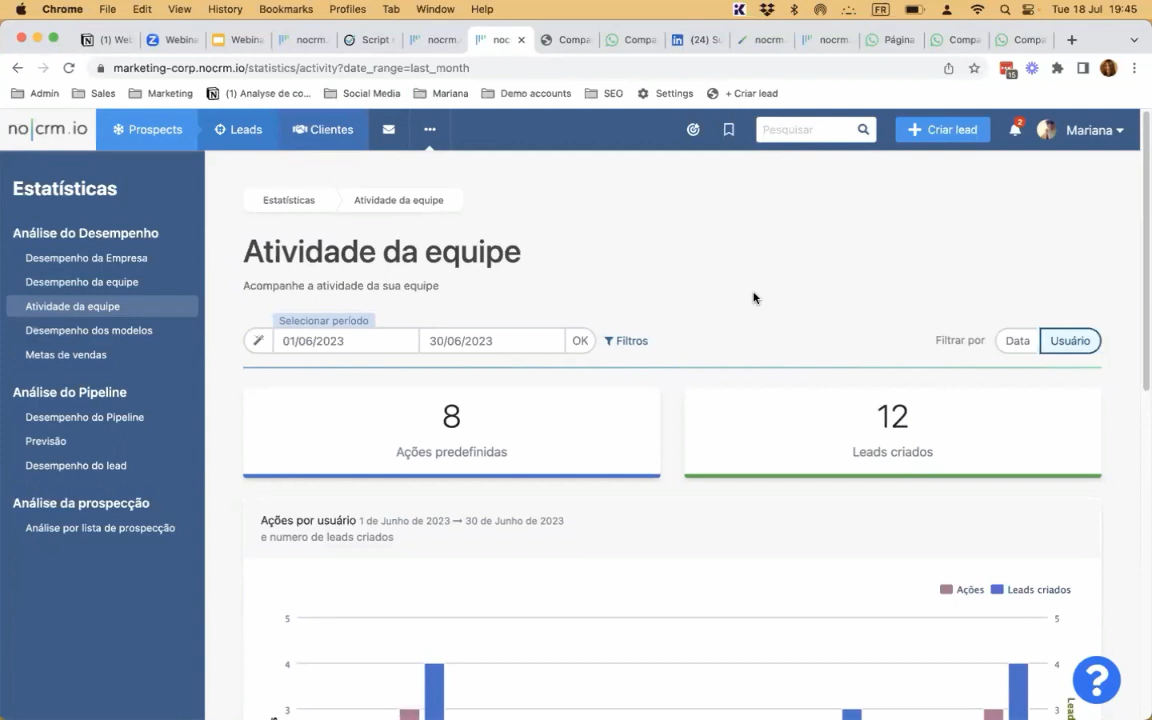 Chrome File Edit View History Bookmarks Profiles Tab Window Help FR Tue 18 Jul 19:45
(1) We Webina Webina nocrm. Script nocrm. noc Compa Compa (24) S nocrm nocrm. Página Compa Compa
marketing-corp.nocrm.io/statistics/activity?date_range=last_month 15
Admin Sales Marketing (1) Analyse de co... Social Media Mariana Demo accounts SEO Settings + Criar lead
no|crm.io Prospects Leads Clientes Pesquisar Criar lead 2 Mariana
Estatísticas
Análise do Desempenho
Desempenho da Empresa
Desempenho da equipe
Atividade da equipe
Desempenho dos modelos
Metas de vendas
Análise do Pipeline
Desempenho do Pipeline
Previsão
Desempenho do lead
Análise da prospecção
Análise por lista de prospecção
Estatísticas Atividade da equipe
Atividade da equipe
Acompanhe a atividade da sua equipe
Selecionar período
01/06/2023 30/06/2023 OK Filtros Filtrar por Data Usuário
8 12
Ações predefinidas Leads criados
Ações por usuário 1 de Junho de 2023 → 30 de Junho de 2023
e numero de leads criados
Ações Leads criados
5 5
4 4
3 3
Lead
?